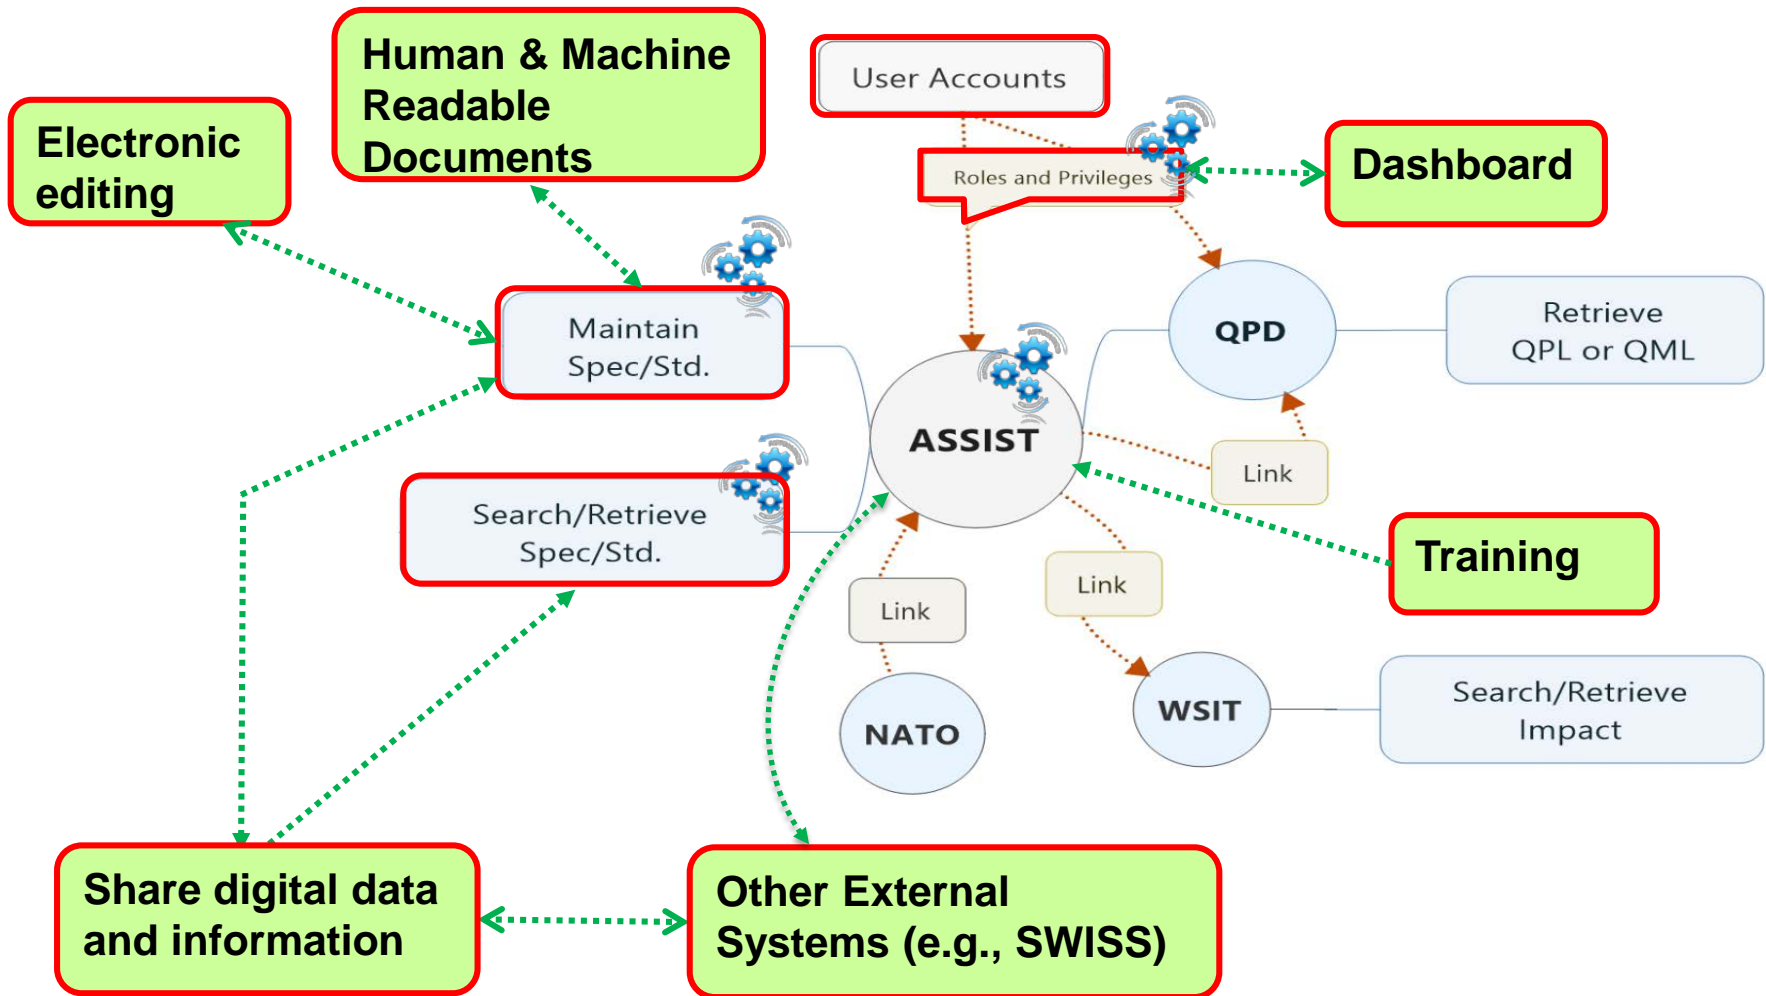 Human & Machine
Readable
Documents
User Accounts
Electronic
editing
Roles and Privileges
Dashboard
Maintain
Spec/Std.
QPD
Retrieve
QPL or QML
ASSIST
Link
Search/Retrieve
Spec/Std.
Training
Link
Link
NATO
WSIT
Search/Retrieve
Impact
Share digital data
and information
Other External
Systems (e.g., SWISS)